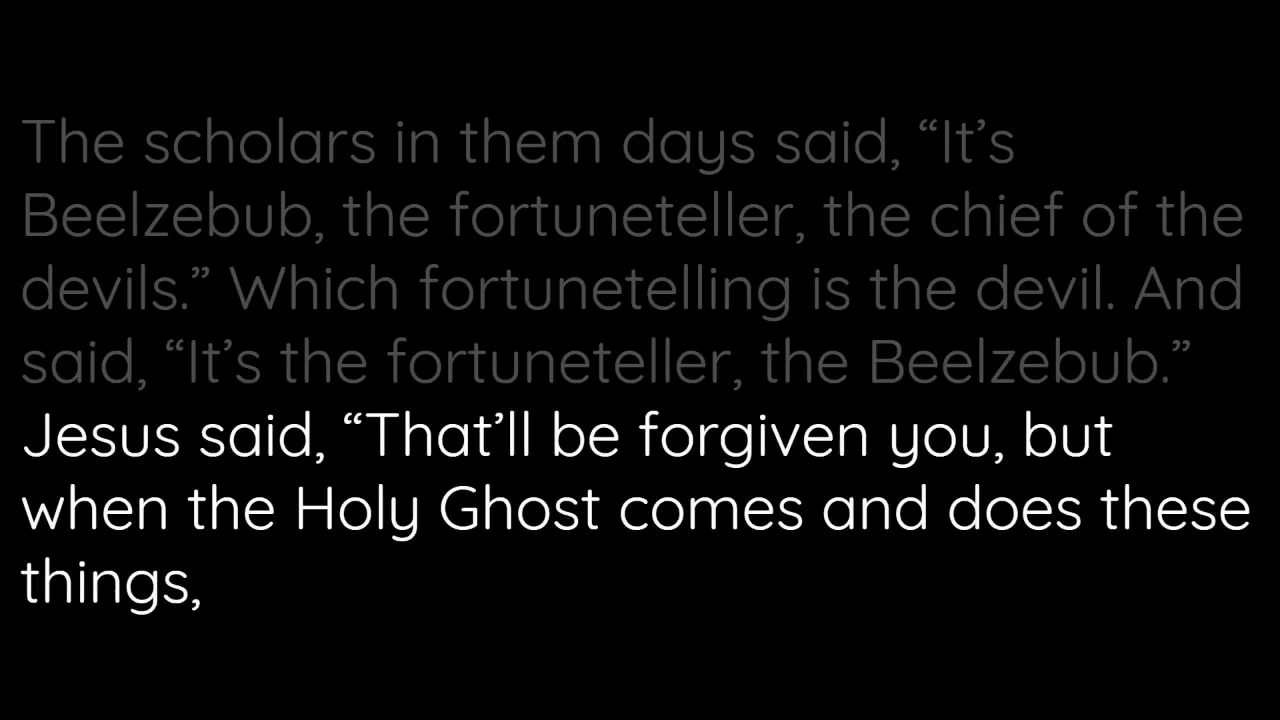 The scholars in them days said, “It’s
Beelzebub, the fortuneteller, the chief of the
devils.” Which fortunetelling is the devil. And
said, “It’s the fortuneteller, the Beelzebub.”
Jesus said, “That’ll be forgiven you, but
when the Holy Ghost comes and does these
things,